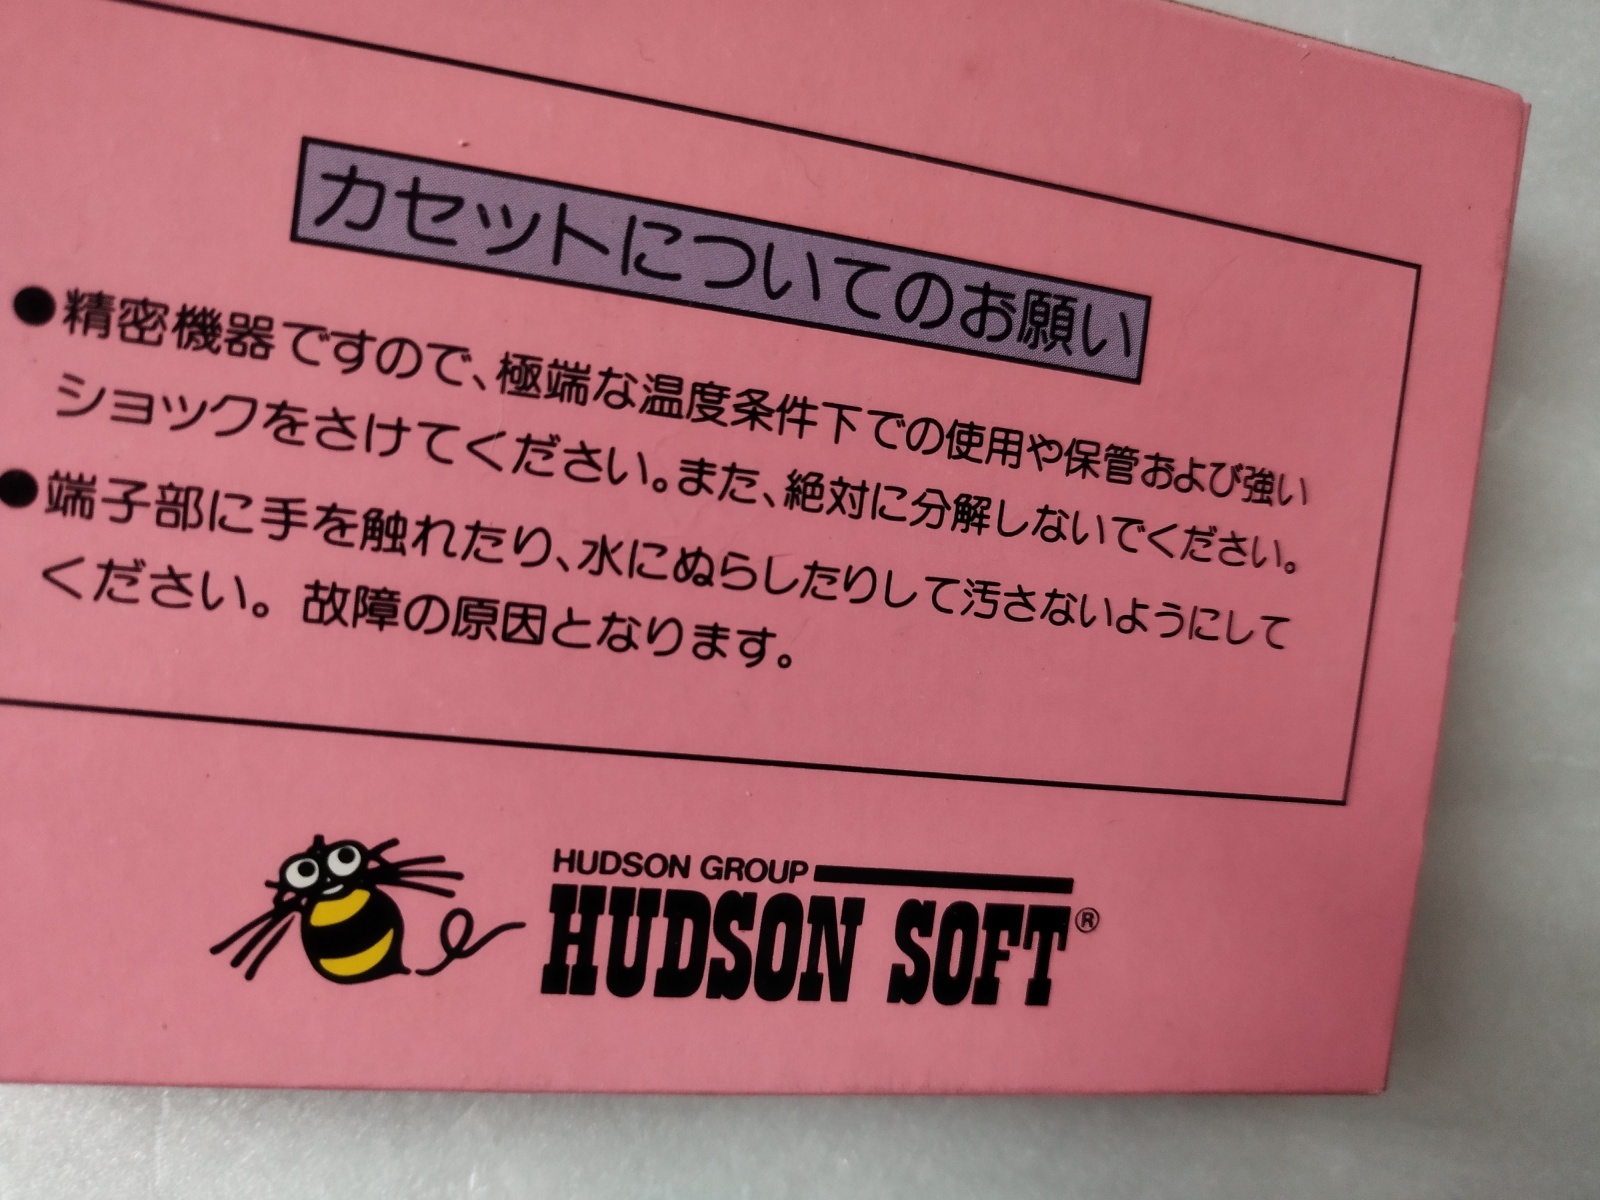 カセットについてのお願い
●精密機器ですので、極端な温度条件下での使用や保管および強い
ショックをさけてください。また、絶対に分解しないでください。
●端子部に手を触れたり、水にぬらしたりして汚さないようにして
ください。故障の原因となります。
HUDSON GROUP
HUDSON SOFT®